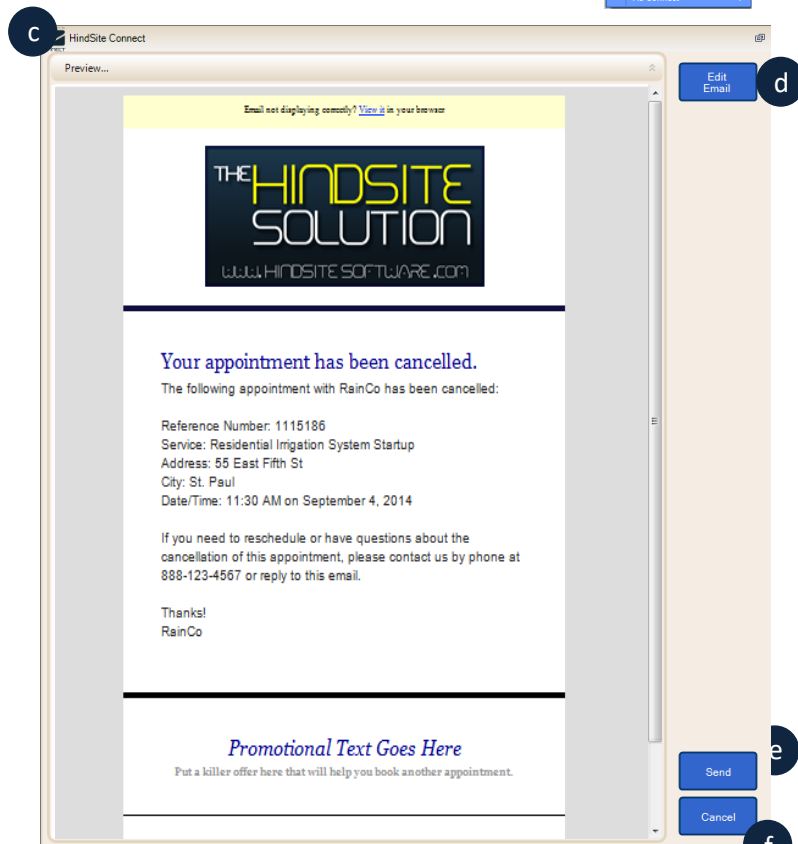 c
HindSite Connect
Preview...
Edit
Email
d
Email not displaying correctly? View it in your browser
THE HINDSITE
SOLUTION
www.HINDSITESOFTWARE.com
Your appointment has been cancelled.
The following appointment with RainCo has been cancelled:
Reference Number: 1115186
Service: Residential Irrigation System Startup
Address: 55 East Fifth St
City: St. Paul
Date/Time: 11:30 AM on September 4, 2014
If you need to reschedule or have questions about the
cancellation of this appointment, please contact us by phone at
888-123-4567 or reply to this email.
Thanks!
RainCo
Promotional Text Goes Here
Put a killer offer here that will help you book another appointment.
e
Send
Cancel
f